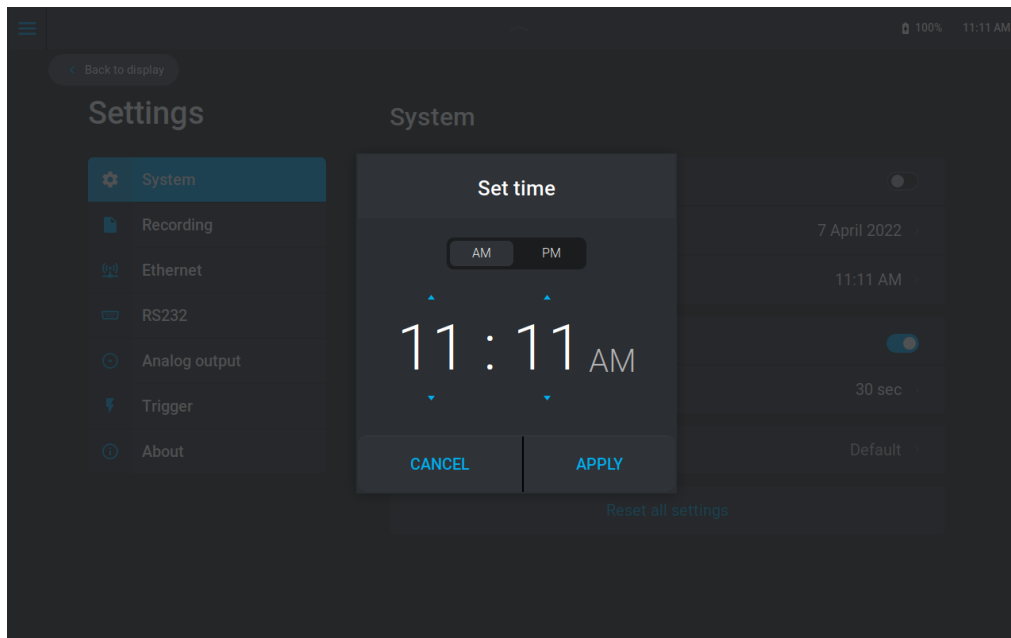 100% 11:11 AM
Back to display
Settings
System
System
Recording
Ethernet
RS232
Analog output
Trigger
About
7 April 2022
11:11 AM
30 sec
Default
Reset all settings
Set time
AM PM
11 : 11 AM
CANCEL APPLY